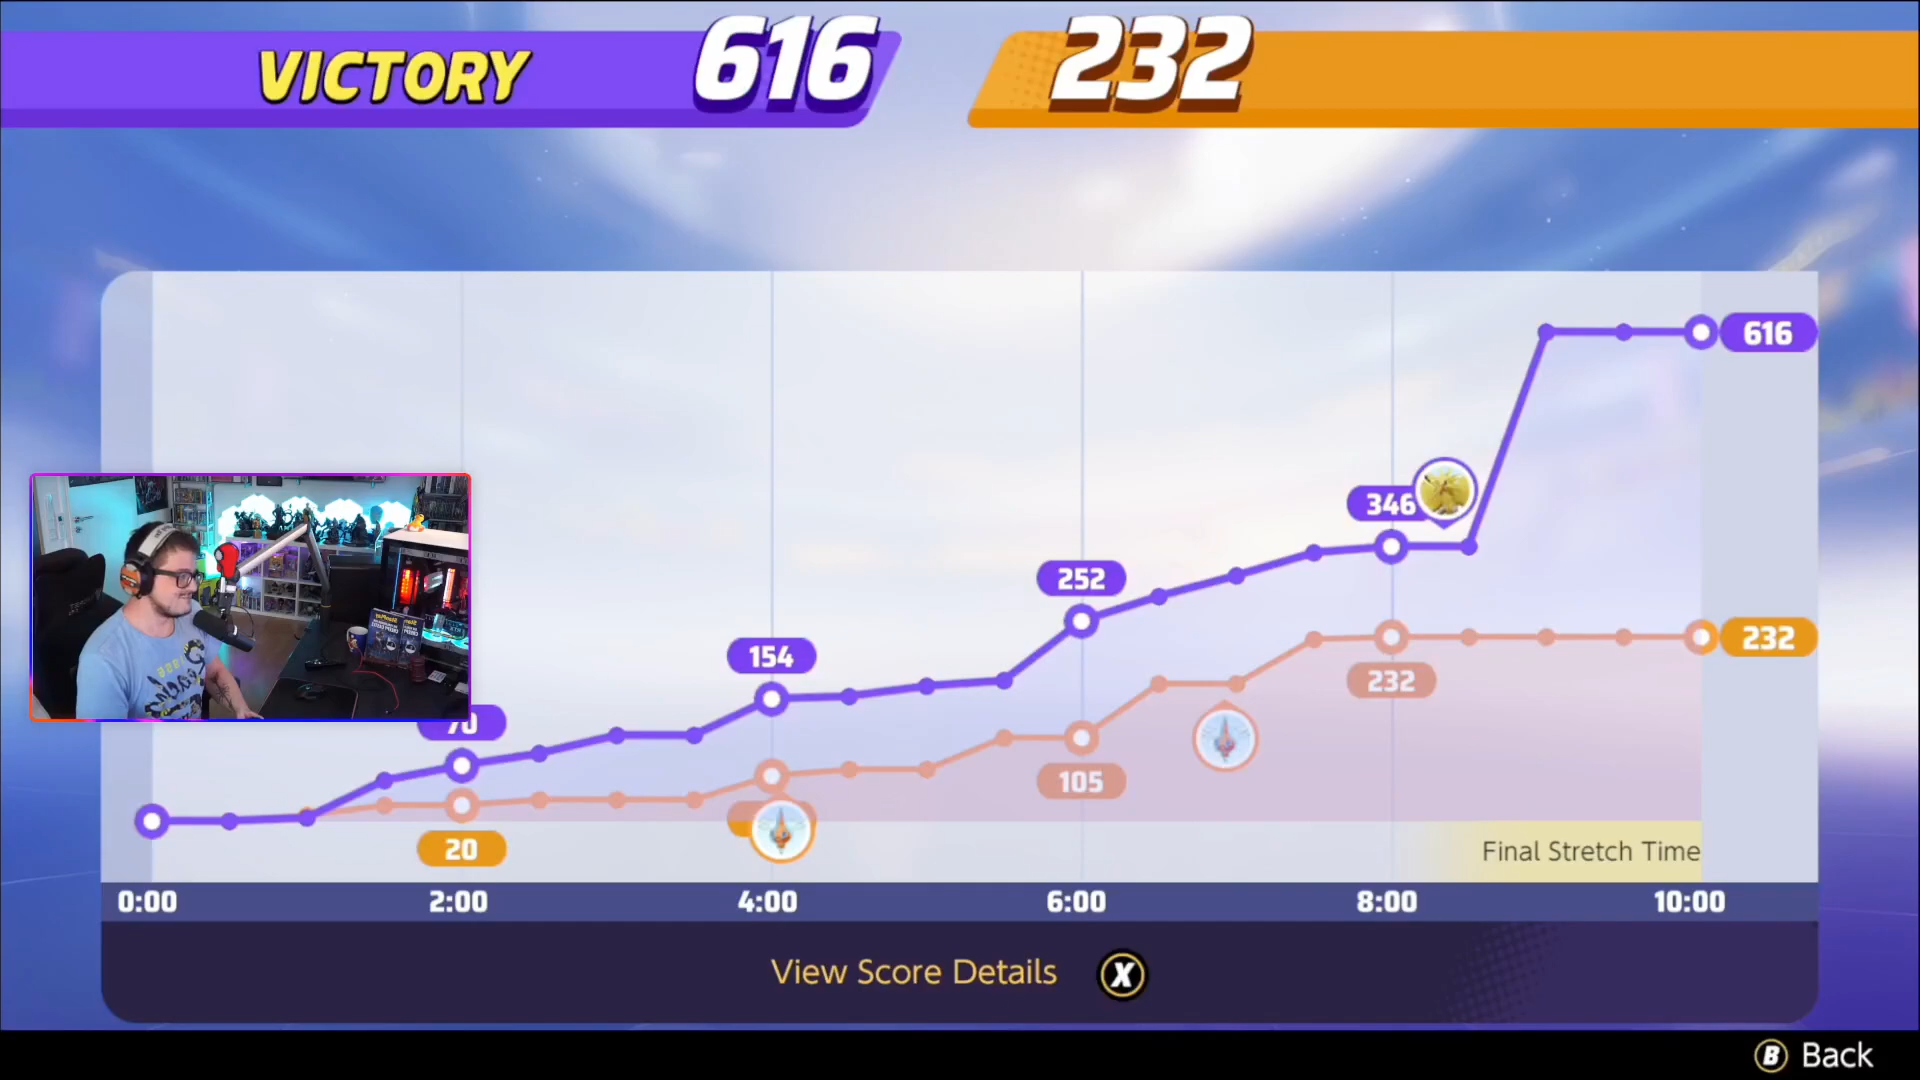 VICTORY 616 232
616
346
252
154
70
232
232
105
20
Final Stretch Time
0:00 2:00 4:00 6:00 8:00 10:00
View Score Details X
B Back